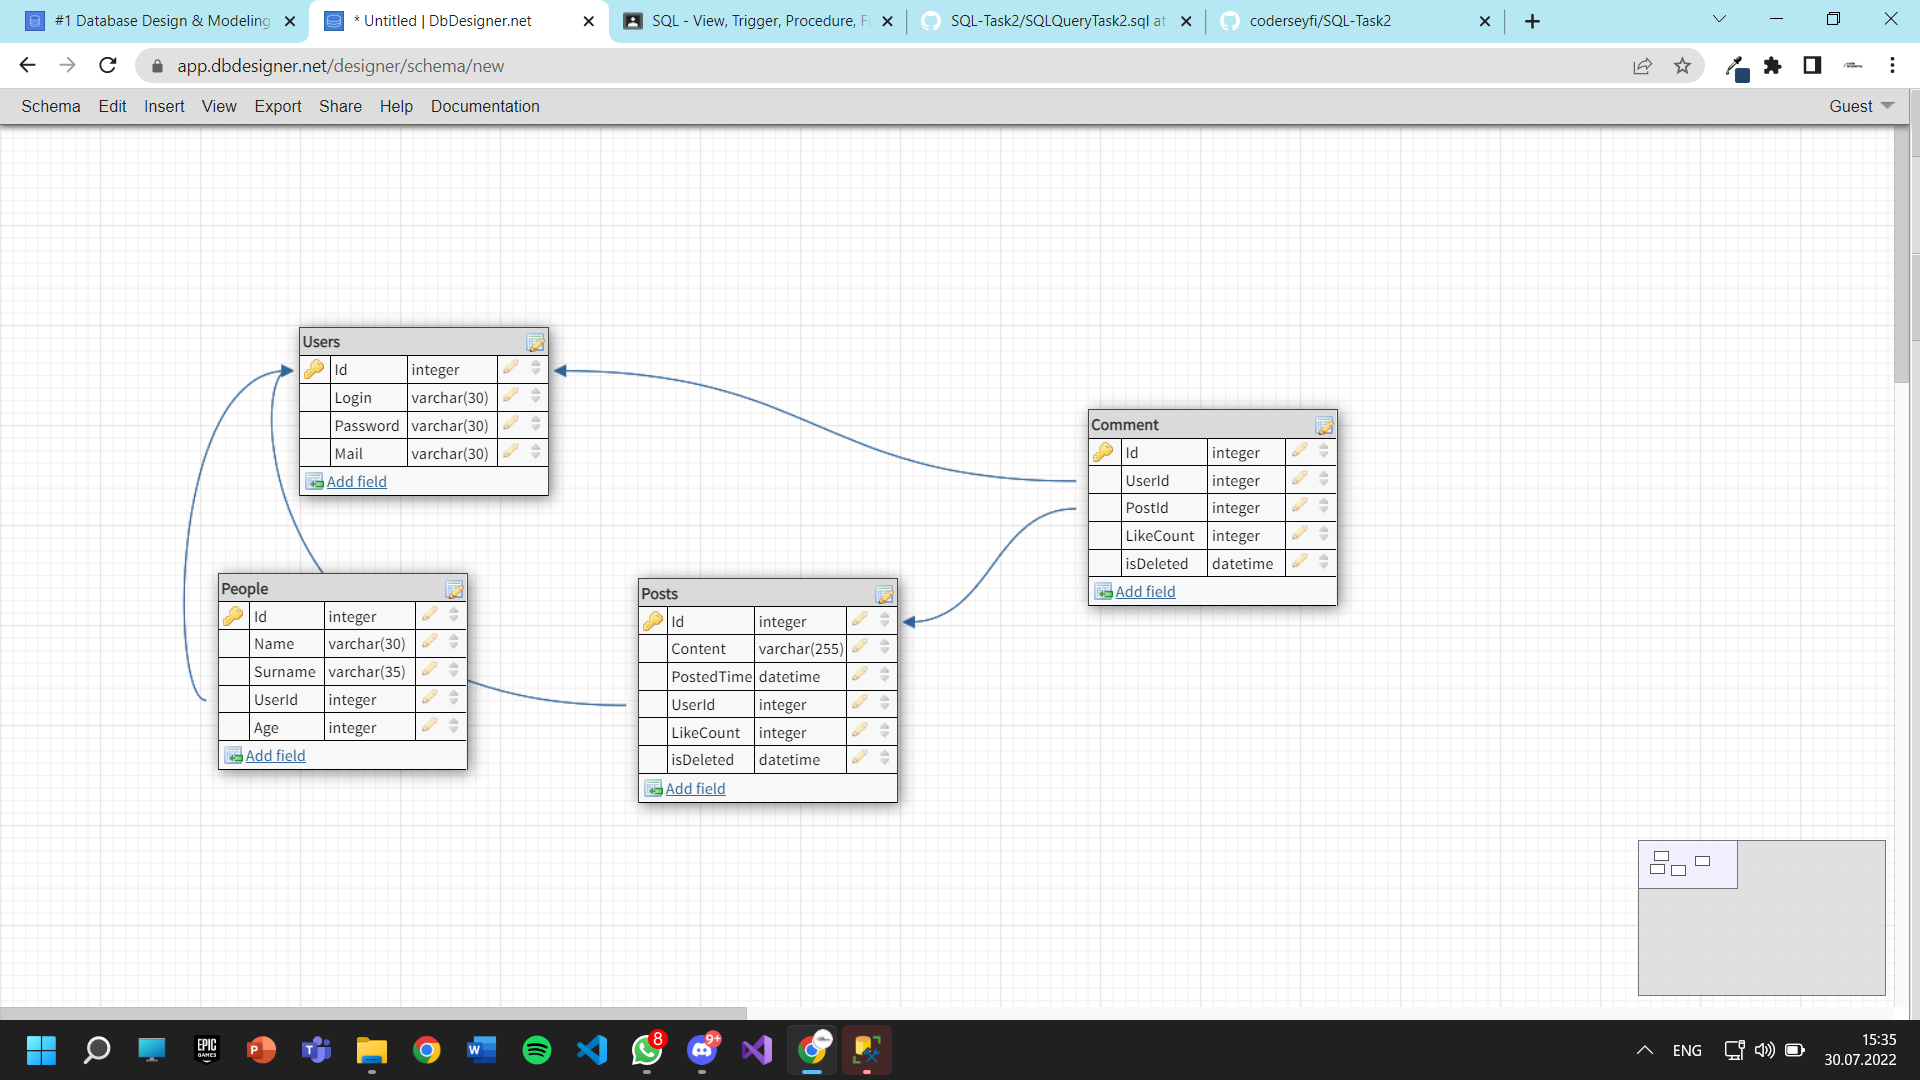 #1 Database Design & Modeling
* Untitled | DbDesigner.net
SQL - View, Trigger, Procedure, F
SQL-Task2/SQLQueryTask2.sql at
coderseyfi/SQL-Task2
app.dbdesigner.net/designer/schema/new
Schema Edit Insert View Export Share Help Documentation
Guest
Users
Id integer
Login varchar(30)
Password varchar(30)
Mail varchar(30)
Add field
Comment
Id integer
UserId integer
PostId integer
LikeCount integer
isDeleted datetime
Add field
People
Id integer
Name varchar(30)
Surname varchar(35)
UserId integer
Age integer
Add field
Posts
Id integer
Content varchar(255)
PostedTime datetime
UserId integer
LikeCount integer
isDeleted datetime
Add field
EPIC
GAMES
8
9+
ENG
15:35
30.07.2022